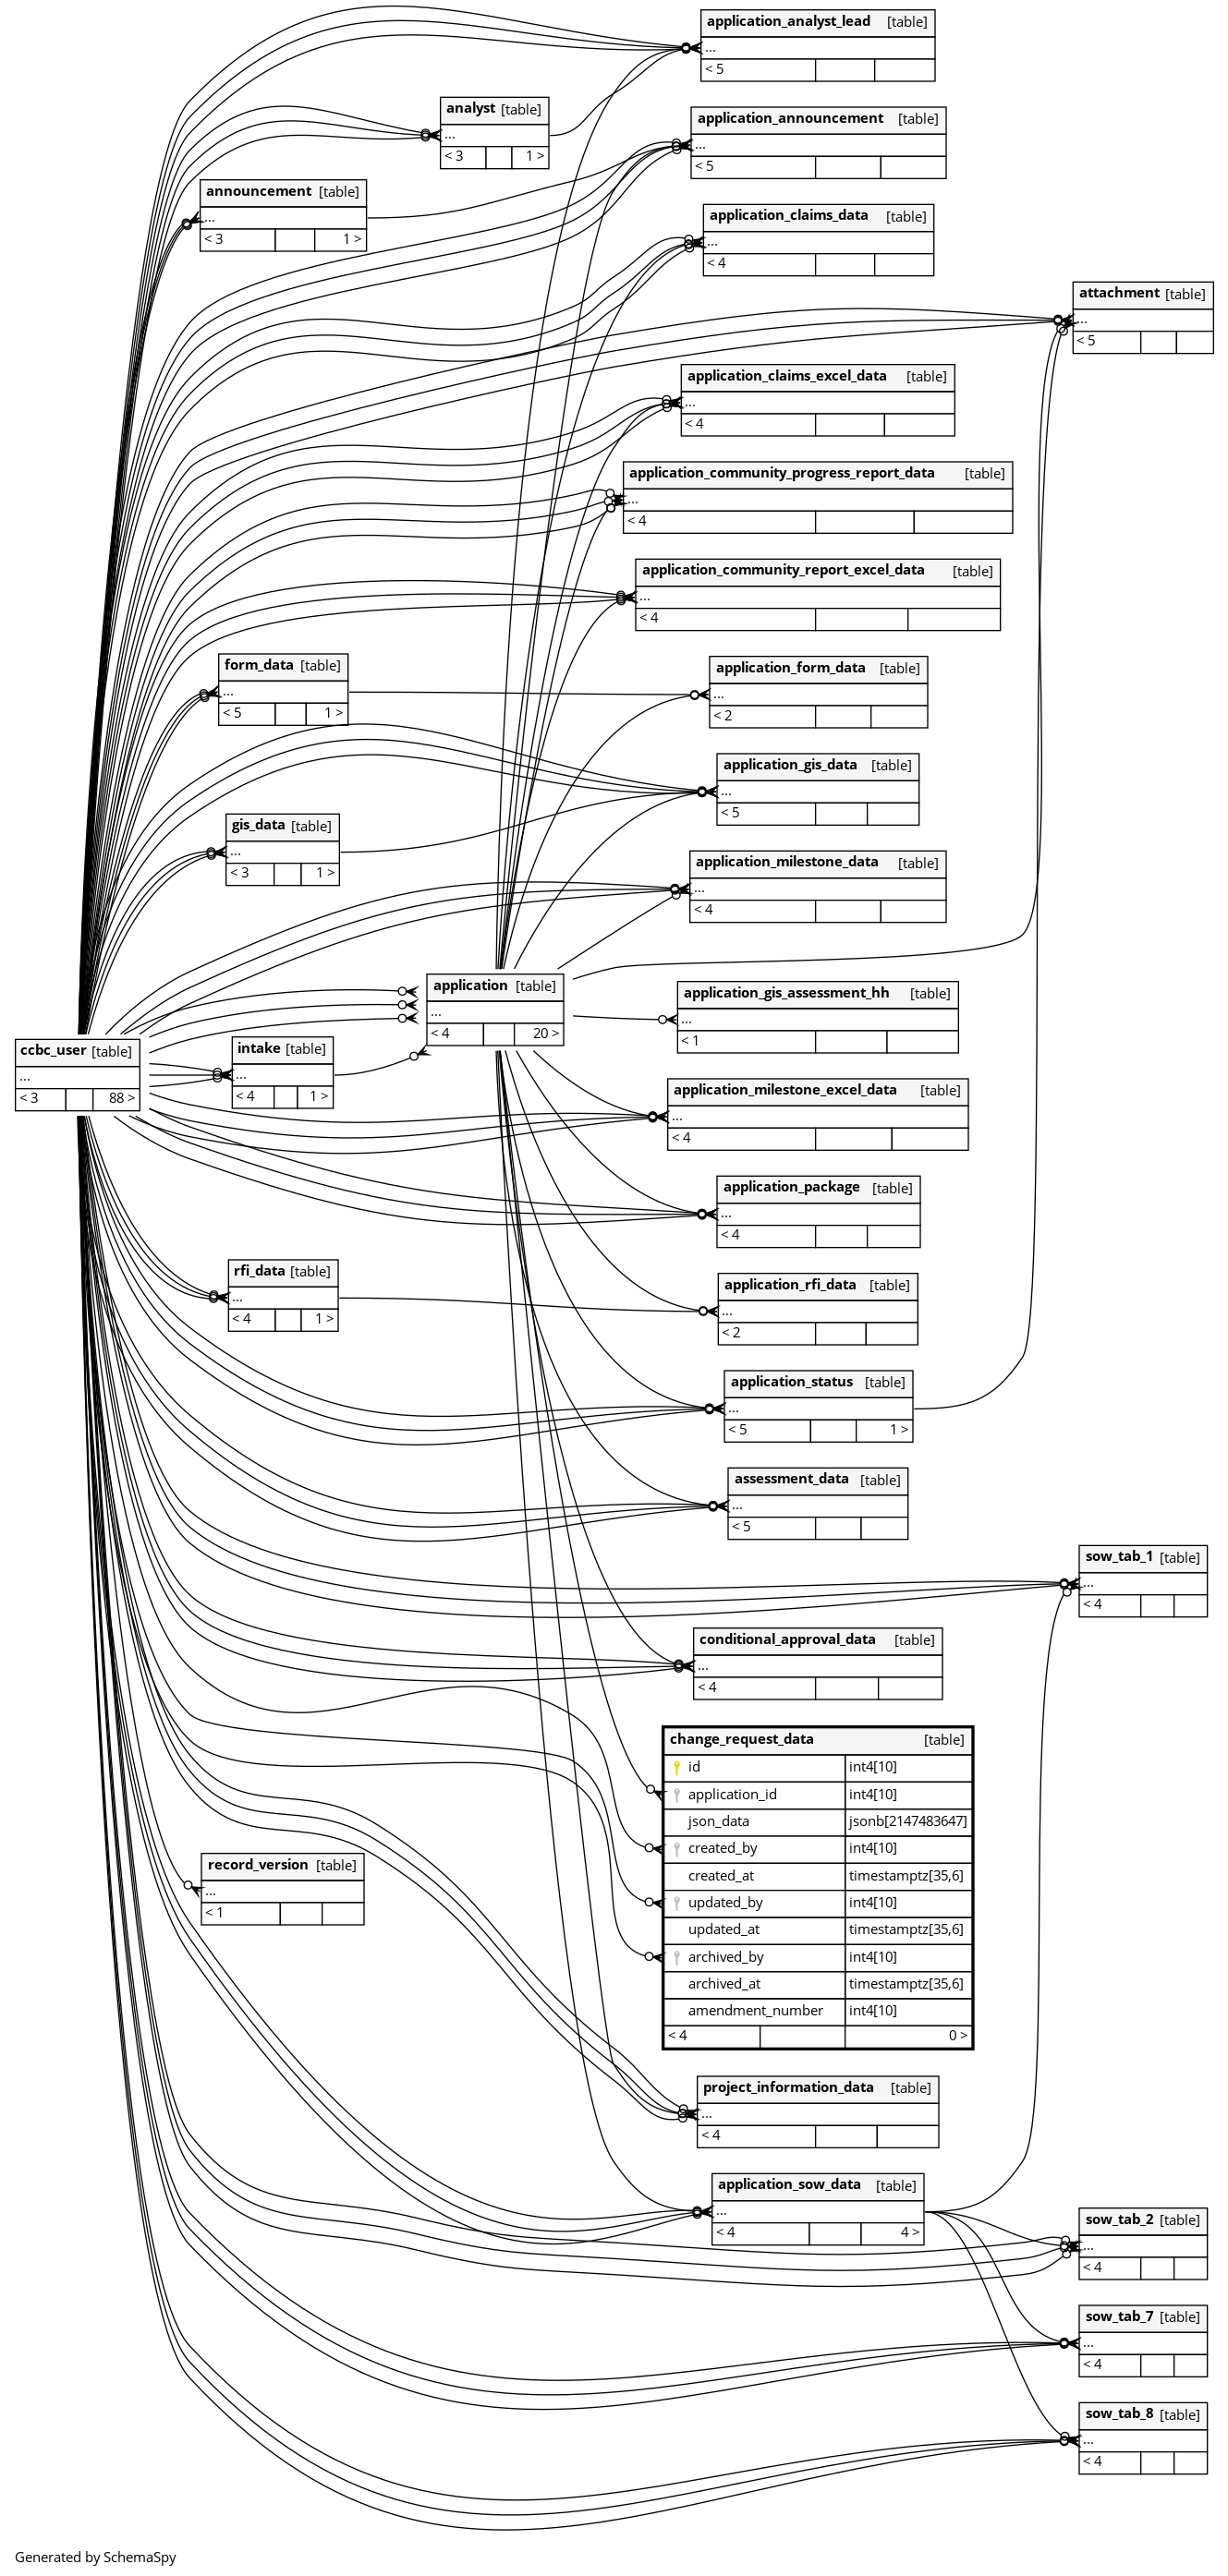 application_analyst_lead [table]
...
< 5
analyst [table]
...
< 3 1 >
application_announcement [table]
...
< 5
announcement [table]
...
< 3 1 >
application_claims_data [table]
...
< 4
attachment [table]
...
< 5
application_claims_excel_data [table]
...
< 4
application_community_progress_report_data [table]
...
< 4
application_community_report_excel_data [table]
...
< 4
form_data [table]
...
< 5 1 >
application_form_data [table]
...
< 2
application_gis_data [table]
...
< 5
gis_data [table]
...
< 3 1 >
application_milestone_data [table]
...
< 4
application [table]
...
< 4 20 >
application_gis_assessment_hh [table]
...
< 1
ccbc_user [table]
...
< 3 88 >
intake [table]
...
< 4 1 >
application_milestone_excel_data [table]
...
< 4
application_package [table]
...
< 4
rfi_data [table]
...
< 4 1 >
application_rfi_data [table]
...
< 2
application_status [table]
...
< 5 1 >
assessment_data [table]
...
< 5
sow_tab_1 [table]
...
< 4
conditional_approval_data [table]
...
< 4
change_request_data [table]
id int4[10]
application_id int4[10]
json_data jsonb[2147483647]
created_by int4[10]
created_at timestamptz[35,6]
updated_by int4[10]
updated_at timestamptz[35,6]
archived_by int4[10]
archived_at timestamptz[35,6]
amendment_number int4[10]
< 4 0 >
record_version [table]
...
< 1
project_information_data [table]
...
< 4
application_sow_data [table]
...
< 4 4 >
sow_tab_2 [table]
...
< 4
sow_tab_7 [table]
...
< 4
sow_tab_8 [table]
...
< 4
Generated by SchemaSpy